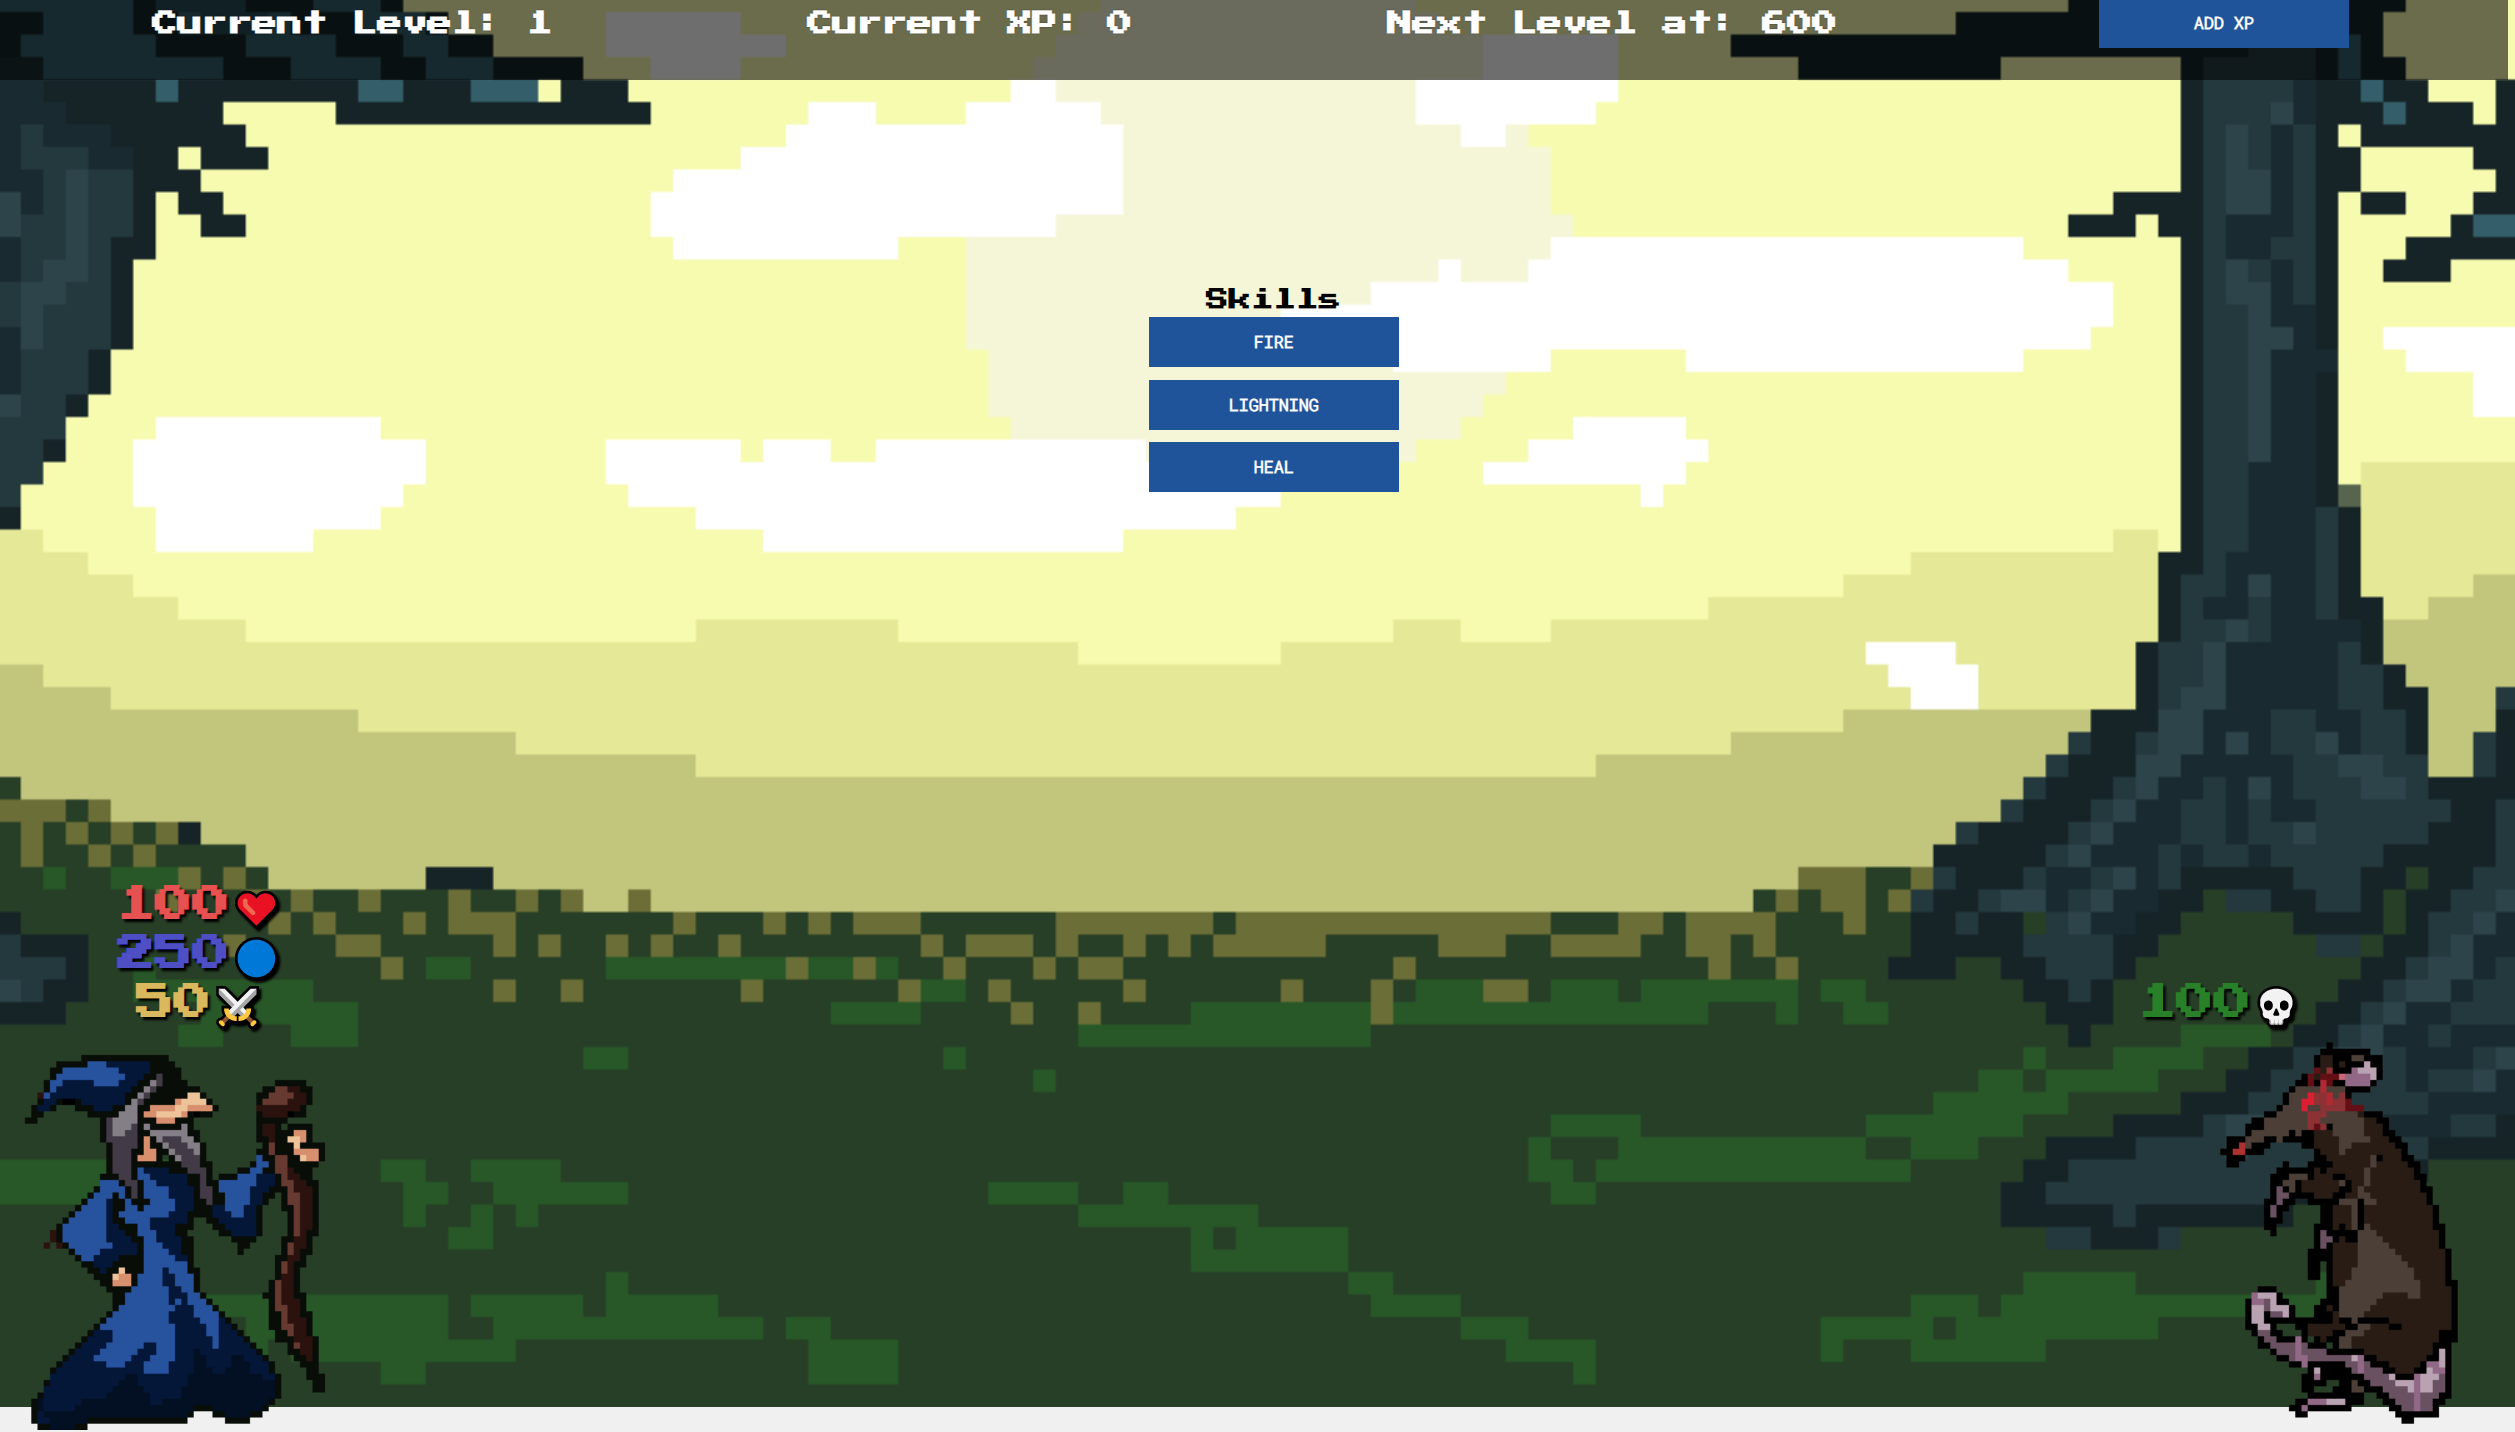 Current Level: 1
Current XP: 0
Next Level at: 600
ADD XP
Skills
FIRE
LIGHTNING
HEAL
100
250
50
100